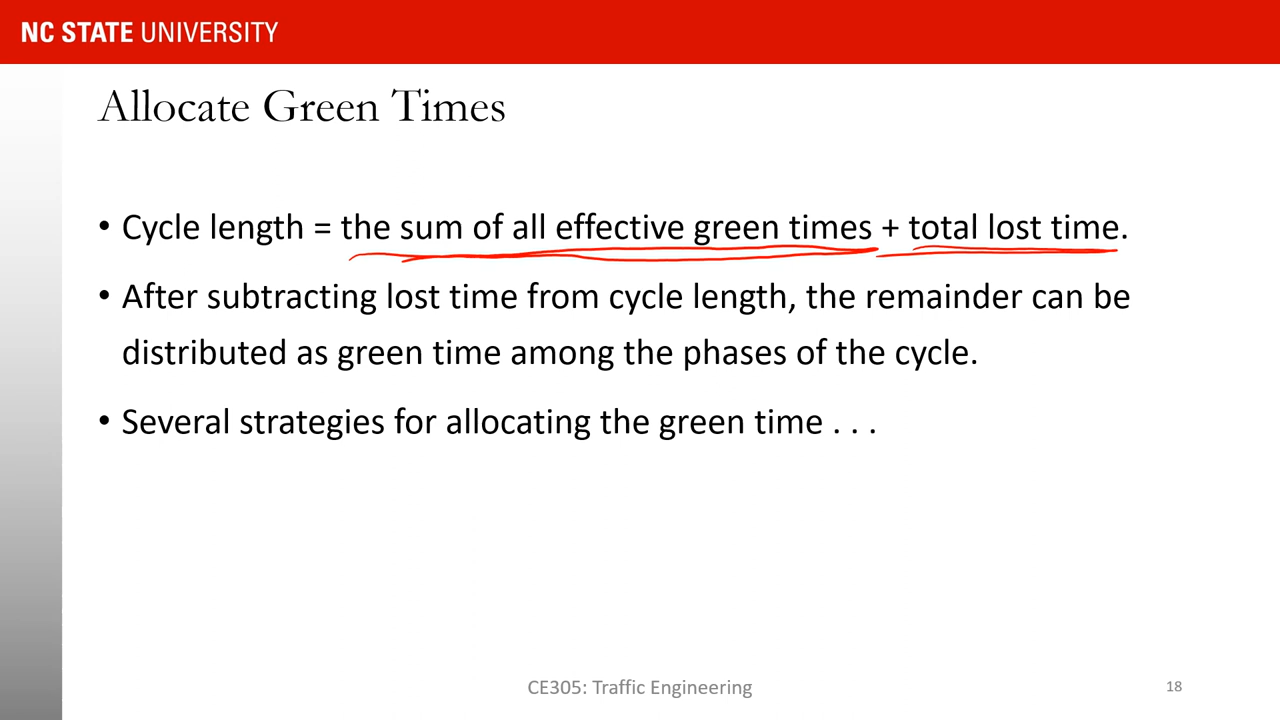 NC STATE UNIVERSITY
Allocate Green Times
• Cycle length = the sum of all effective green times + total lost time.
• After subtracting lost time from cycle length, the remainder can be
distributed as green time among the phases of the cycle.
• Several strategies for allocating the green time . . .
CE305: Traffic Engineering
18